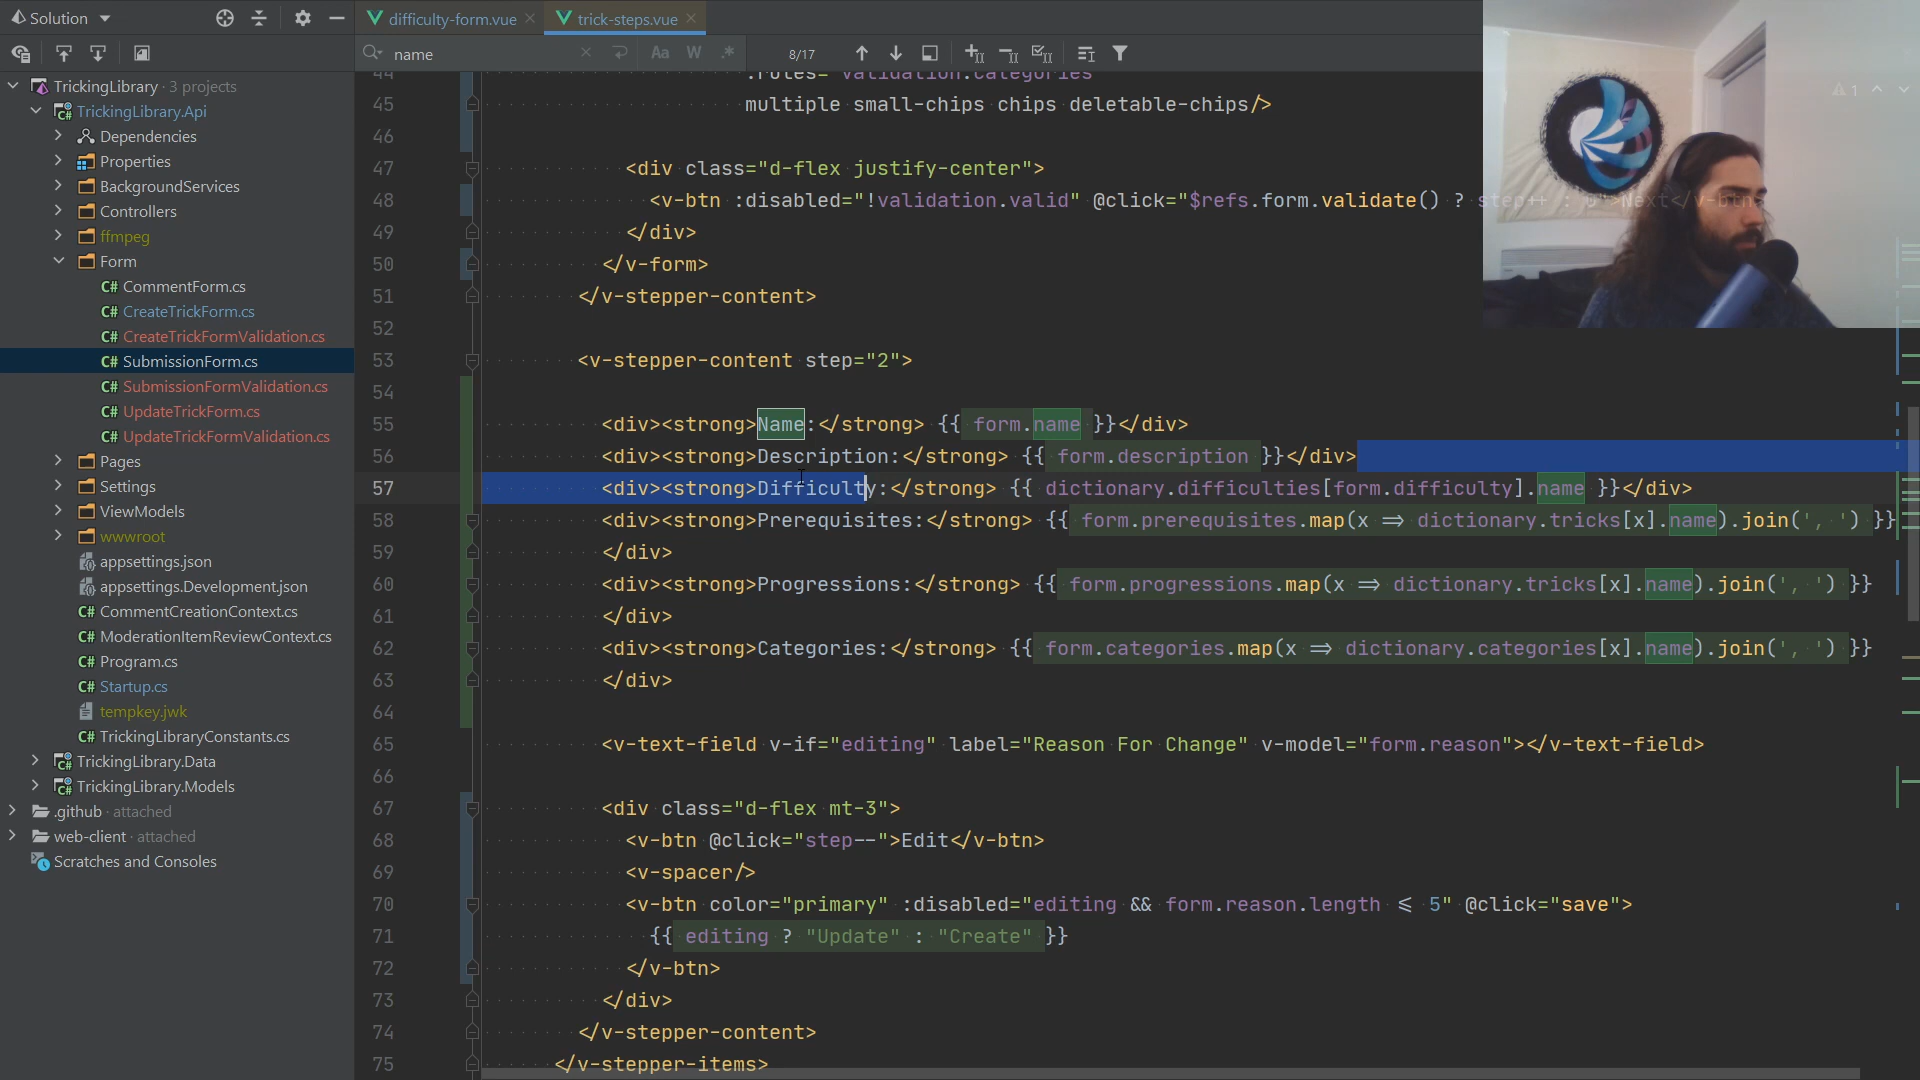 Solution
difficulty-form.vue
trick-steps.vue
name
Aa W .* 8/17
TrickingLibrary · 3 projects
TrickingLibrary.Api
Dependencies
Properties
BackgroundServices
Controllers
ffmpeg
Form
C# CommentForm.cs
C# CreateTrickForm.cs
C# CreateTrickFormValidation.cs
C# SubmissionForm.cs
C# SubmissionFormValidation.cs
C# UpdateTrickForm.cs
C# UpdateTrickFormValidation.cs
Pages
Settings
ViewModels
wwwroot
appsettings.json
appsettings.Development.json
C# CommentCreationContext.cs
C# ModerationItemReviewContext.cs
C# Program.cs
C# Startup.cs
tempkey.jwk
C# TrickingLibraryConstants.cs
TrickingLibrary.Data
TrickingLibrary.Models
.github · attached
web-client · attached
Scratches and Consoles
1
44 :rules="validation.categories"
45 multiple small-chips chips deletable-chips/>
46
47 <div class="d-flex justify-center">
48 <v-btn :disabled="!validation.valid" @click="$refs.form.validate() ? step++ : 0">Next</v-btn>
49 </div>
50 </v-form>
51 </v-stepper-content>
52
53 <v-stepper-content step="2">
54
55 <div><strong>Name:</strong> {{ form.name }}</div>
56 <div><strong>Description:</strong> {{ form.description }}</div>
57 <div><strong>Difficulty:</strong> {{ dictionary.difficulties[form.difficulty].name }}</div>
58 <div><strong>Prerequisites:</strong> {{ form.prerequisites.map(x => dictionary.tricks[x].name).join(', ') }}
59 </div>
60 <div><strong>Progressions:</strong> {{ form.progressions.map(x => dictionary.tricks[x].name).join(', ') }}
61 </div>
62 <div><strong>Categories:</strong> {{ form.categories.map(x => dictionary.categories[x].name).join(', ') }}
63 </div>
64
65 <v-text-field v-if="editing" label="Reason For Change" v-model="form.reason"></v-text-field>
66
67 <div class="d-flex mt-3">
68 <v-btn @click="step--">Edit</v-btn>
69 <v-spacer/>
70 <v-btn color="primary" :disabled="editing && form.reason.length <= 5" @click="save">
71 {{ editing ? "Update" : "Create" }}
72 </v-btn>
73 </div>
74 </v-stepper-content>
75 </v-stepper-items>